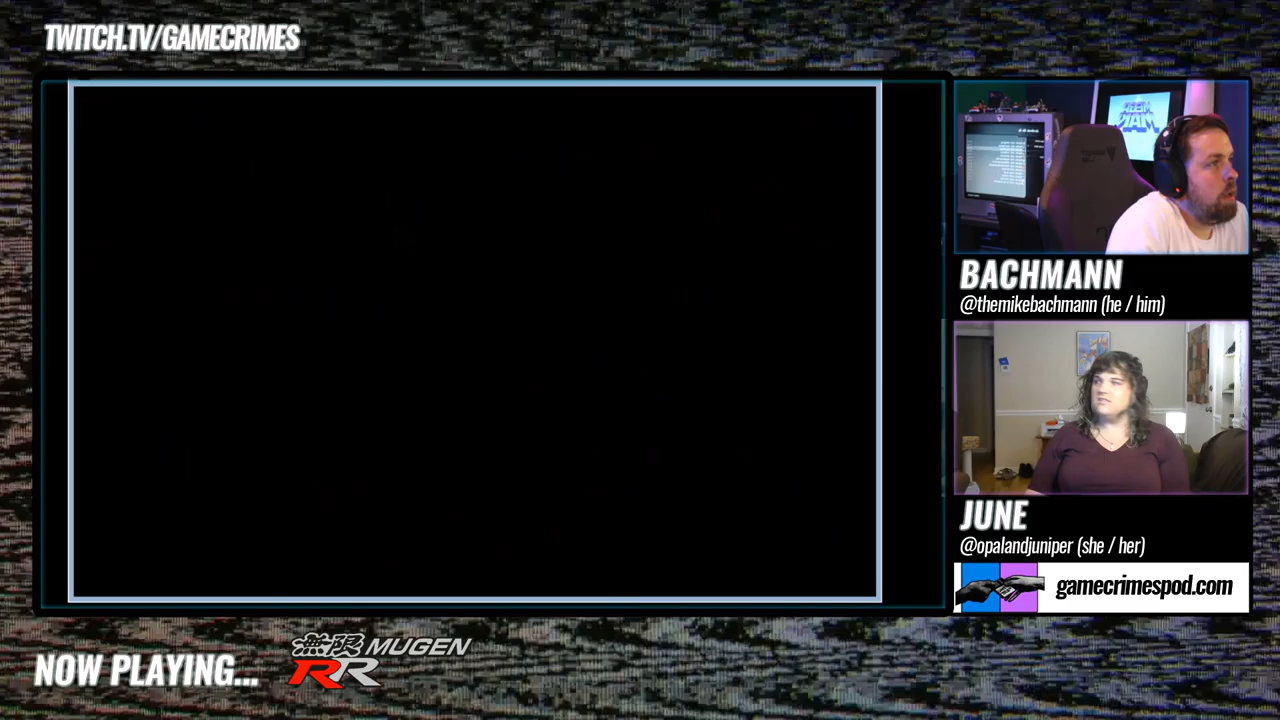 TWITCH.TV/GAMECRIMES
BACHMANN
@themikebachmann (he / him)
JUNE
@opalandjuniper (she / her)
gamecrimespod.com
NOW PLAYING...
無限 MUGEN
RR